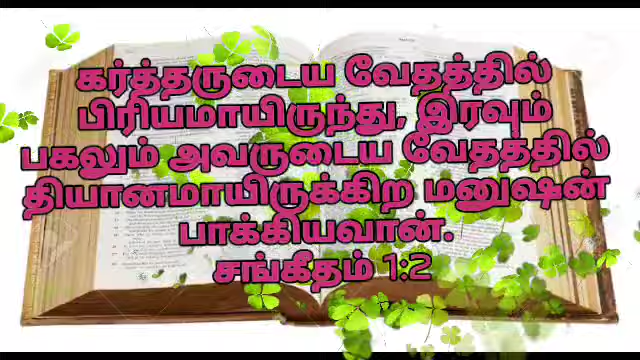 கர்த்தருடைய வேதத்தில்
பிரியமாயிருந்து, இரவும்
பகலும் அவருடைய வேதத்தில்
தியானமாயிருக்கிற மனுஷன்
பாக்கியவான்.
சங்கீதம் 1:2